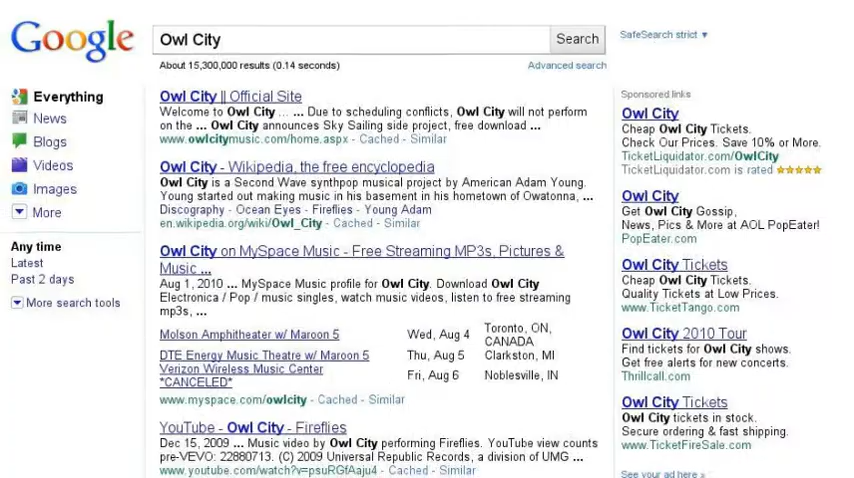 Google
Owl City
Search
SafeSearch strict ▼
About 15,300,000 results (0.14 seconds)
Advanced search
Everything
News
Blogs
Videos
Images
More
Any time
Latest
Past 2 days
More search tools
Owl City || Official Site
Welcome to Owl City ... ... Due to scheduling conflicts, Owl City will not perform
on the ... Owl City announces Sky Sailing side project, free download ...
www.owlcitymusic.com/home.aspx - Cached - Similar
Owl City - Wikipedia, the free encyclopedia
Owl City is a Second Wave synthpop musical project by American Adam Young.
Young started out making music in his basement in his hometown of Owatonna, ...
Discography - Ocean Eyes - Fireflies - Young Adam
en.wikipedia.org/wiki/Owl_City - Cached - Similar
Owl City on MySpace Music - Free Streaming MP3s, Pictures &
Music ...
Aug 1, 2010 ... MySpace Music profile for Owl City. Download Owl City
Electronica / Pop / music singles, watch music videos, listen to free streaming
mp3s, ...
Molson Amphitheater w/ Maroon 5 Wed, Aug 4 Toronto, ON,
CANADA
DTE Energy Music Theatre w/ Maroon 5 Thu, Aug 5 Clarkston, MI
Verizon Wireless Music Center
*CANCELED* Fri, Aug 6 Noblesville, IN
www.myspace.com/owlcity - Cached - Similar
YouTube - Owl City - Fireflies
Dec 15, 2009 ... Music video by Owl City performing Fireflies. YouTube view counts
pre-VEVO: 22880713. (C) 2009 Universal Republic Records, a division of UMG ...
www.youtube.com/watch?v=psuRGfAaju4 - Cached - Similar
Sponsored links
Owl City
Cheap Owl City Tickets.
Check Our Prices. Save 10% or More.
TicketLiquidator.com/OwlCity
TicketLiquidator.com is rated ★★★★★
Owl City
Get Owl City Gossip,
News, Pics & More at AOL PopEater!
PopEater.com
Owl City Tickets
Cheap Owl City Tickets.
Quality Tickets at Low Prices.
www.TicketTango.com
Owl City 2010 Tour
Find tickets for Owl City shows.
Get free alerts for new concerts.
Thrillcall.com
Owl City Tickets
Owl City tickets in stock.
Secure ordering & fast shipping.
www.TicketFireSale.com
See your ad here »